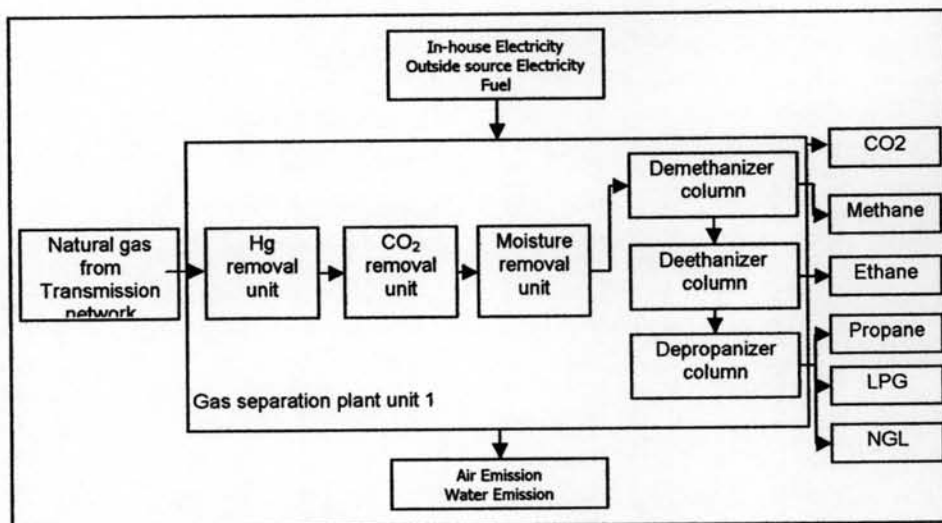 In-house Electricity
Outside source Electricity
Fuel
CO2
Demethanizer
column
Methane
Natural gas
from
Transmission
network
Hg
removal
unit
CO₂
removal
unit
Moisture
removal unit
Deethanizer
column
Ethane
Depropanizer
column
Propane
LPG
NGL
Gas separation plant unit 1
Air Emission
Water Emission